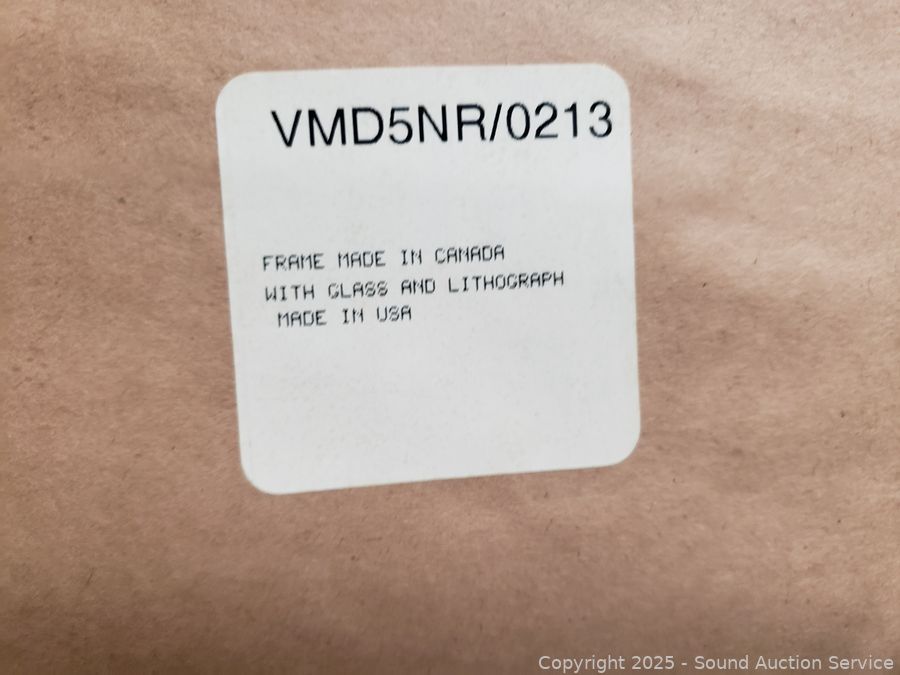 VMD5NR/0213
FRAME MADE IN CANADA
WITH GLASS AND LITHOGRAPH
MADE IN USA
Copyright 2025 - Sound Auction Service